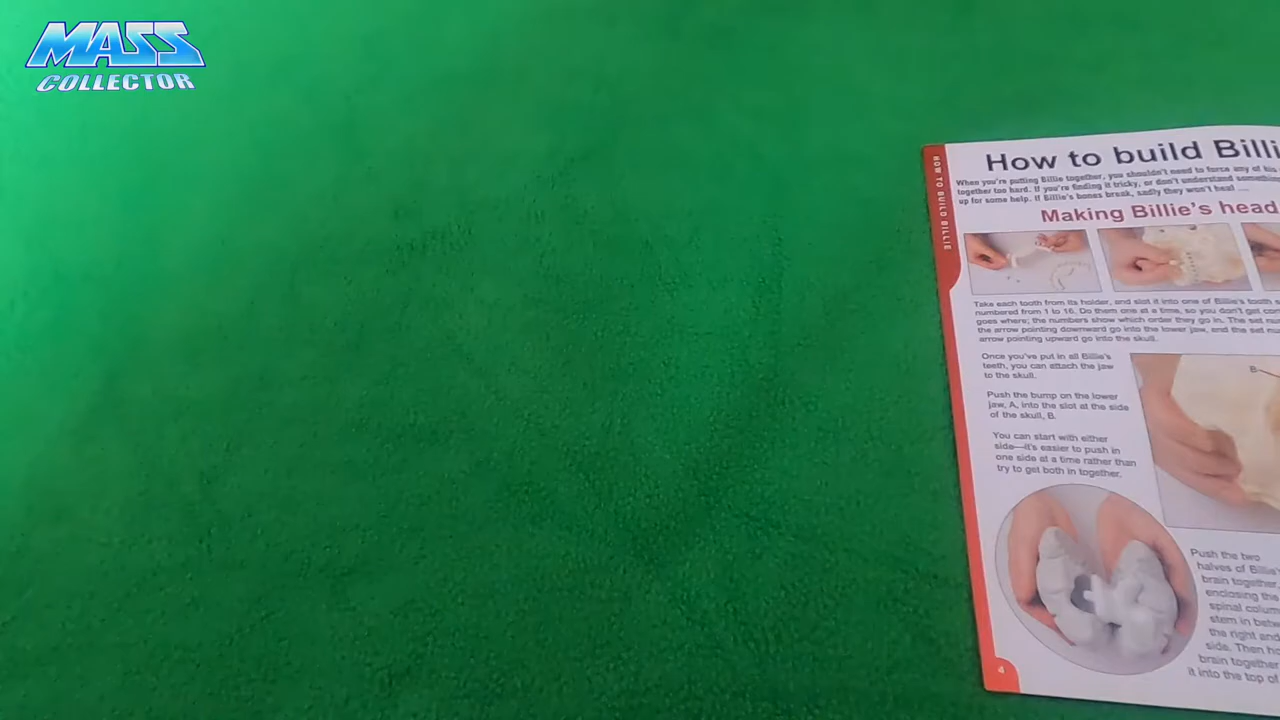 MASS
COLLECTOR
HOW TO BUILD BILLIE
How to build Billi
When you're putting Billie together, you shouldn't need to force any of his
together too hard. If you're finding it tricky, or don't understand something
up for some help. If Billie's bones break, sadly they won't heal ...
Making Billie's head
Take each tooth from its holder, and slot it into one of Billie's tooth
numbered from 1 to 16. Do them one at a time, so you don't get
goes where; the numbers show which order they go in. The set
the arrow pointing downward go into the lower jaw, and the set
arrow pointing upward go into the skull.
Once you've put in all Billie's
teeth, you can attach the jaw
to the skull.
Push the bump on the lower
jaw, A, into the slot at the side
of the skull, B.
B
You can start with either
side—it's easier to push in
one side at a time rather than
try to get both in together.
Push the two
halves of Billie's
brain together,
enclosing the
spinal colum
stem in betw
the right and
side. Then ho
brain together
it into the top of
4